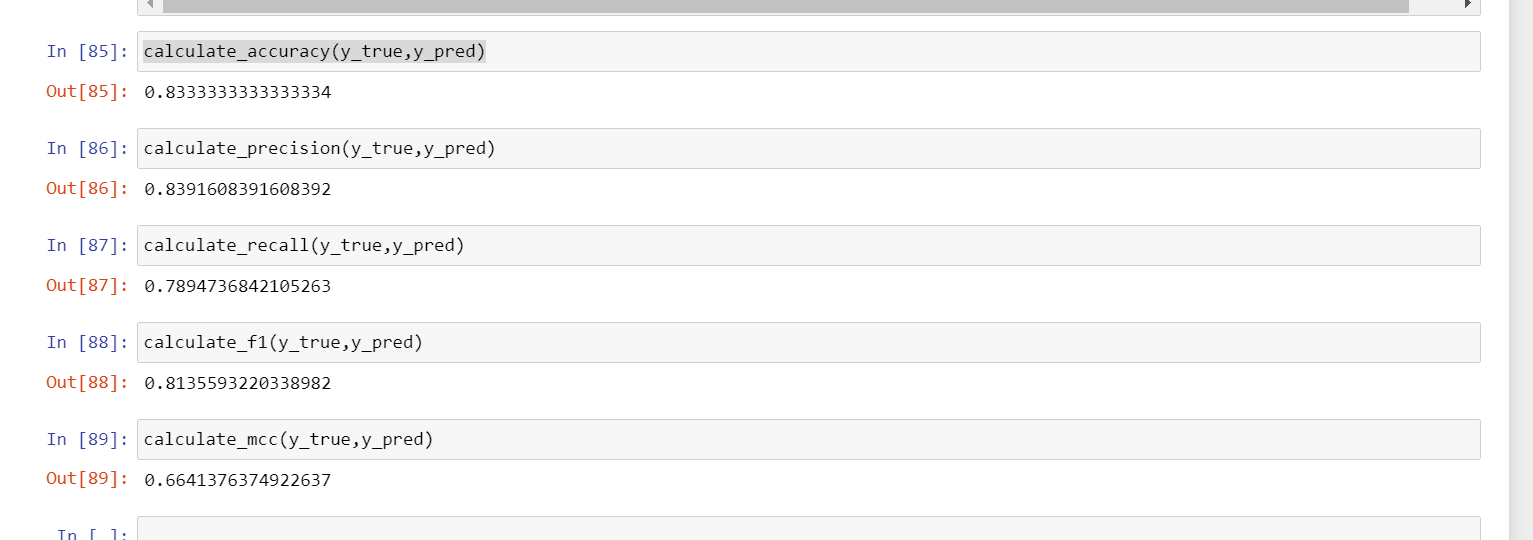 In [85]: calculate_accuracy(y_true,y_pred)
Out[85]: 0.8333333333333334
In [86]: calculate_precision(y_true,y_pred)
Out[86]: 0.8391608391608392
In [87]: calculate_recall(y_true,y_pred)
Out[87]: 0.7894736842105263
In [88]: calculate_f1(y_true,y_pred)
Out[88]: 0.8135593220338982
In [89]: calculate_mcc(y_true,y_pred)
Out[89]: 0.6641376374922637
In [ ]: